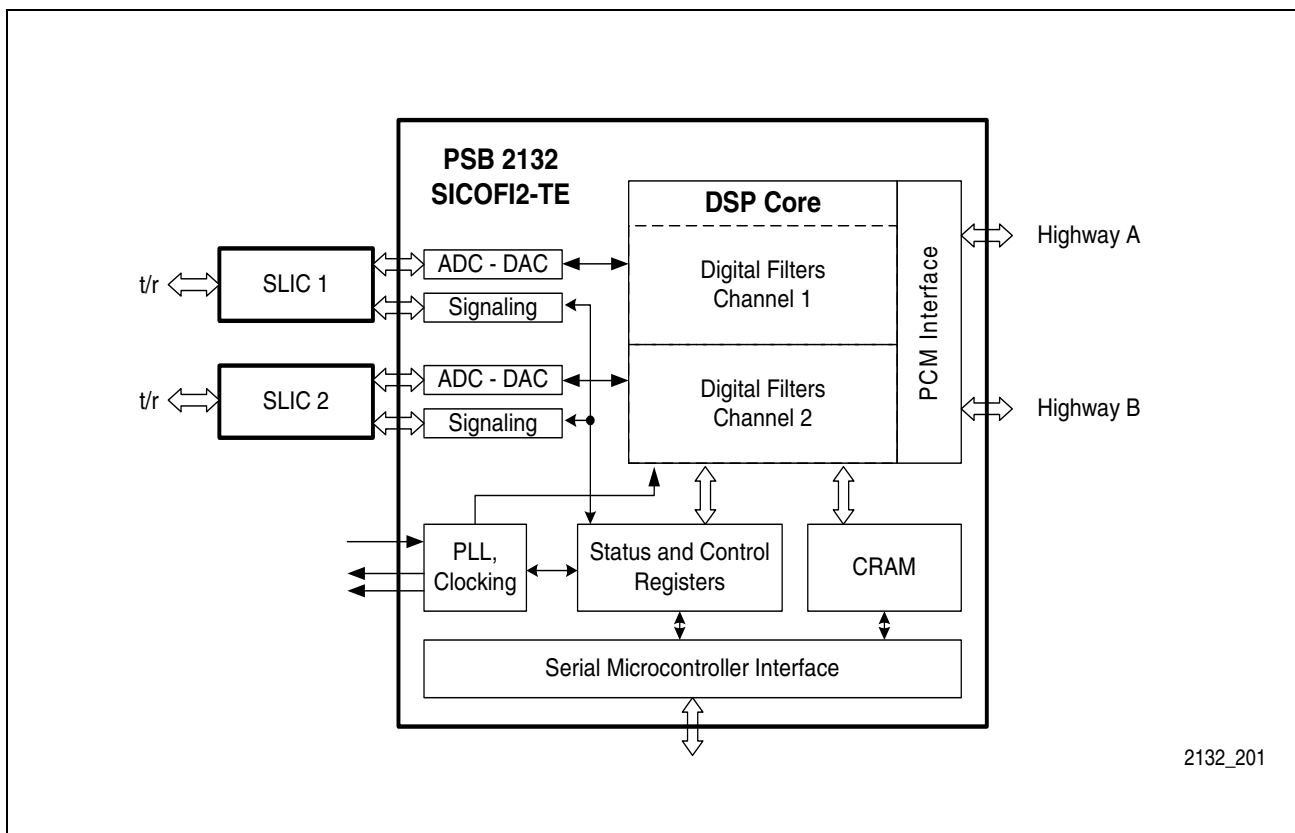 PSB 2132
SICOFI2-TE
DSP Core
SLIC 1
t/r
ADC - DAC
Signaling
Digital Filters
Channel 1
PCM Interface
Highway A
SLIC 2
t/r
ADC - DAC
Signaling
Digital Filters
Channel 2
Highway B
PLL,
Clocking
Status and Control
Registers
CRAM
Serial Microcontroller Interface
2132_201